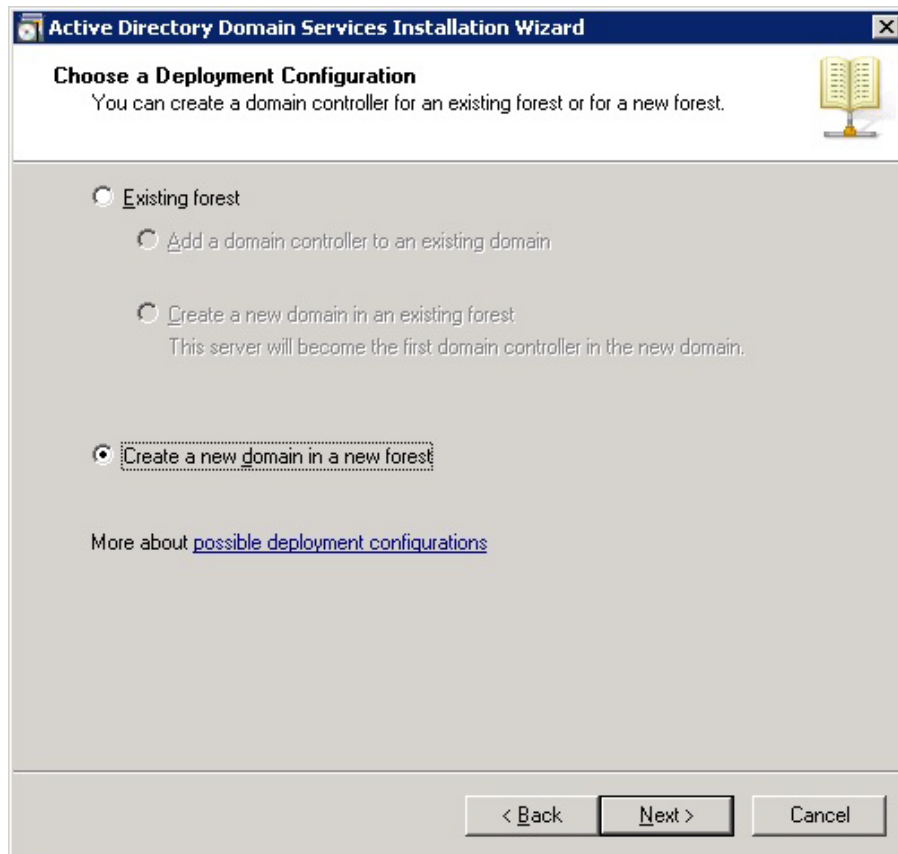 Active Directory Domain Services Installation Wizard
Choose a Deployment Configuration
You can create a domain controller for an existing forest or for a new forest.
Existing forest
Add a domain controller to an existing domain
Create a new domain in an existing forest
This server will become the first domain controller in the new domain.
Create a new domain in a new forest
More about possible deployment configurations
< Back Next > Cancel